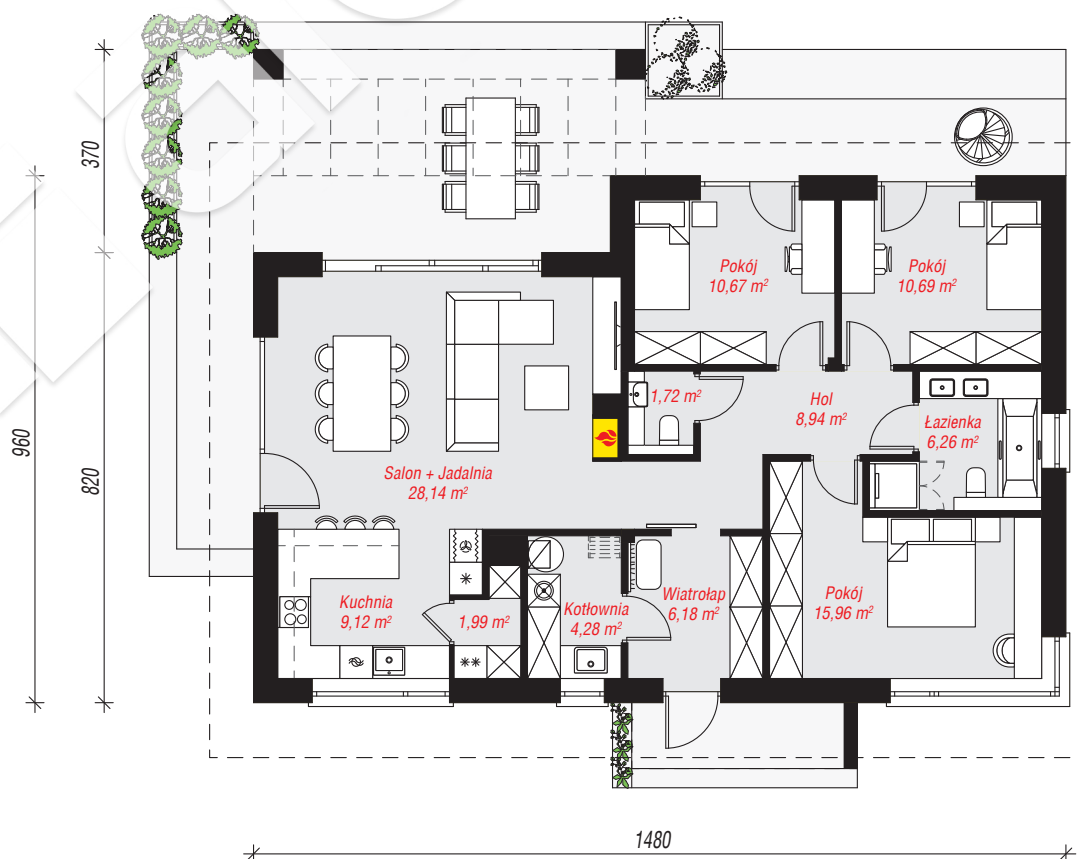 370
960
820
Pokój
10,67 m²
Pokój
10,69 m²
1,72 m²
Hol
8,94 m²
Łazienka
6,26 m²
Salon + Jadalnia
28,14 m²
Kuchnia
9,12 m²
1,99 m²
Kotłownia
4,28 m²
Wiatrołap
6,18 m²
Pokój
15,96 m²
1480